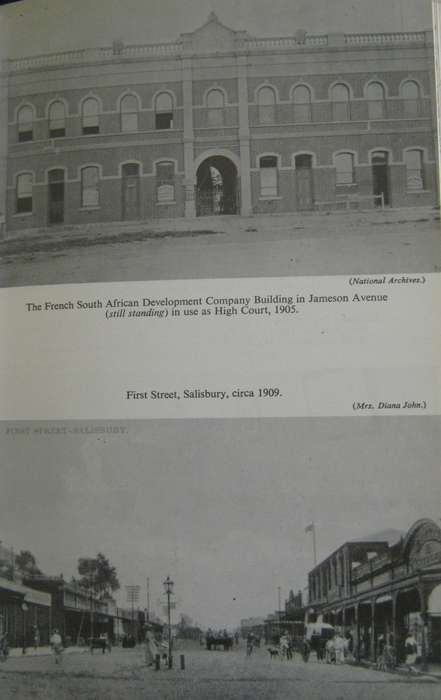 (National Archives.)
The French South African Development Company Building in Jameson Avenue
(still standing) in use as High Court, 1905.
First Street, Salisbury, circa 1909.
(Mrs. Diana John.)
FIRST STREET-SALISBURY.